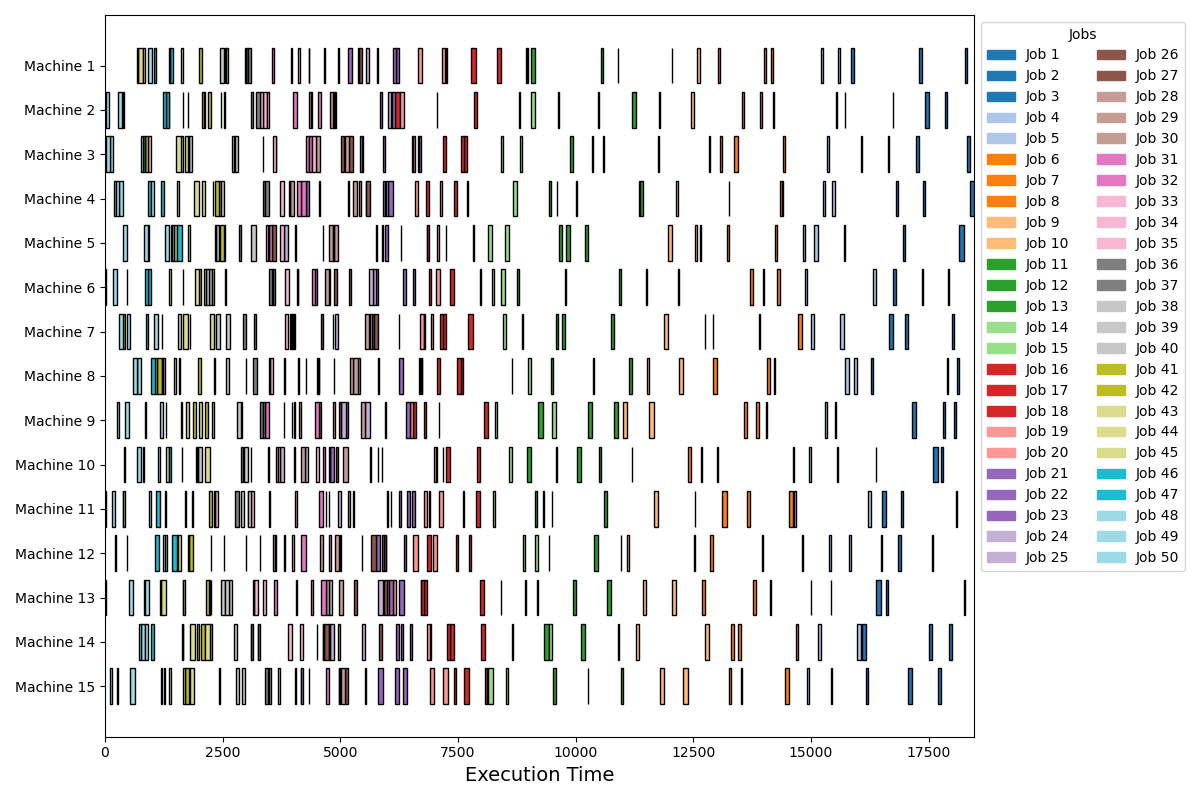 Jobs
Machine 1
Machine 2
Machine 3
Machine 4
Machine 5
Machine 6
Machine 7
Machine 8
Machine 9
Machine 10
Machine 11
Machine 12
Machine 13
Machine 14
Machine 15
0 2500 5000 7500 10000 12500 15000 17500
Execution Time
Job 1 Job 26
Job 2 Job 27
Job 3 Job 28
Job 4 Job 29
Job 5 Job 30
Job 6 Job 31
Job 7 Job 32
Job 8 Job 33
Job 9 Job 34
Job 10 Job 35
Job 11 Job 36
Job 12 Job 37
Job 13 Job 38
Job 14 Job 39
Job 15 Job 40
Job 16 Job 41
Job 17 Job 42
Job 18 Job 43
Job 19 Job 44
Job 20 Job 45
Job 21 Job 46
Job 22 Job 47
Job 23 Job 48
Job 24 Job 49
Job 25 Job 50